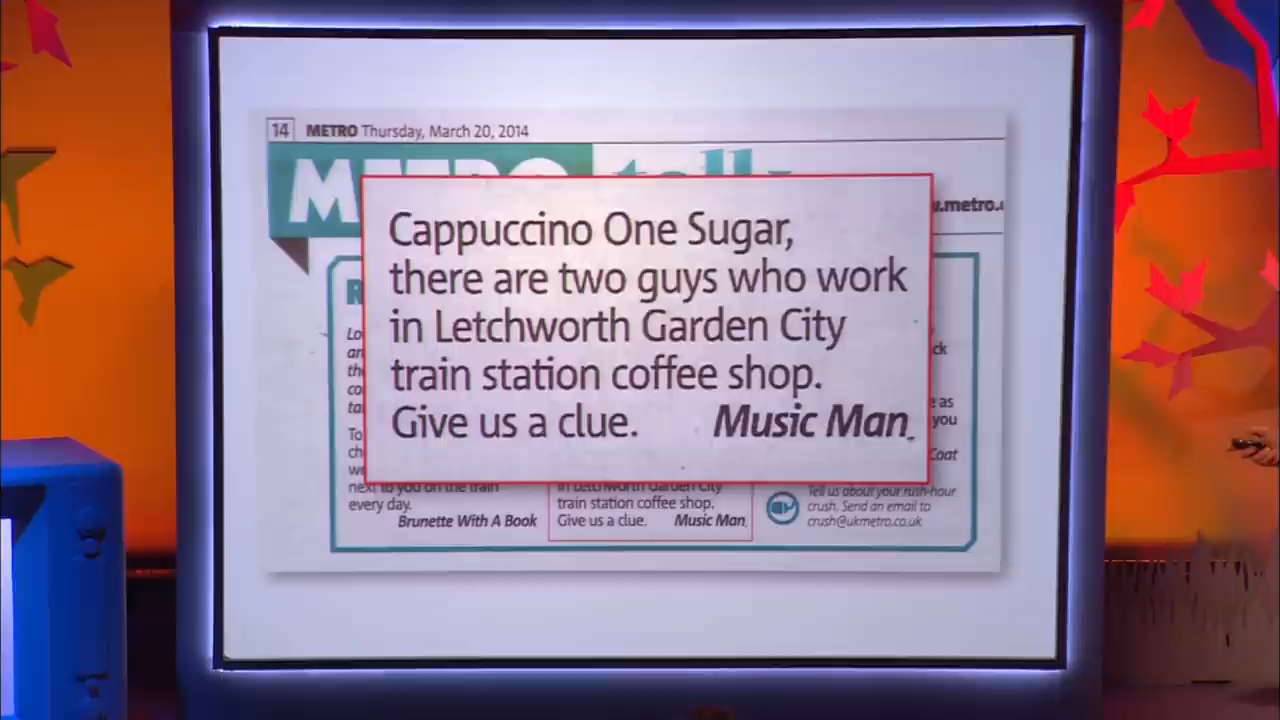 14 METRO Thursday, March 20, 2014
Cappuccino One Sugar,
there are two guys who work
in Letchworth Garden City
train station coffee shop.
Give us a clue. Music Man.
next to you on the train
every day.
Brunette With A Book
in Letchworth Garden City
train station coffee shop.
Give us a clue. Music Man.
as
you
Coat
Tell us about your rush-hour
crush. Send an email to
crush@ukmetro.co.uk